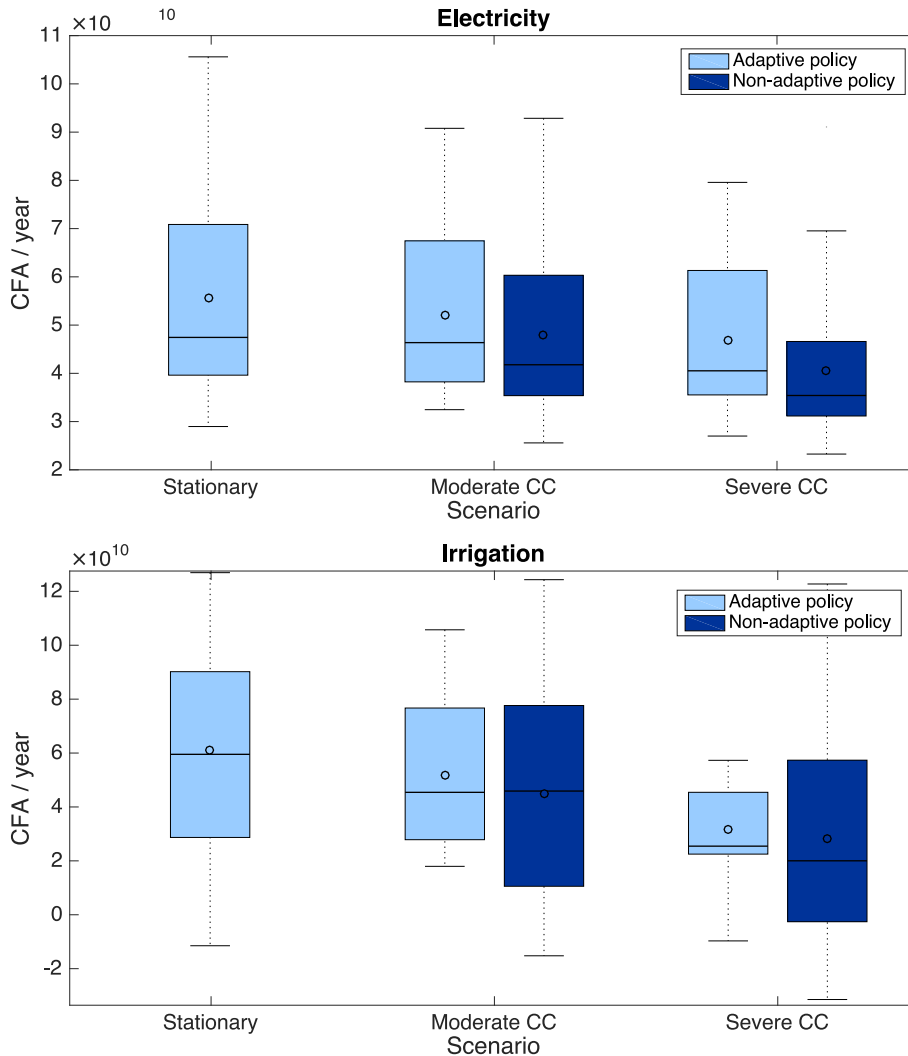 Electricity
11 ×10 10
Adaptive policy
Non-adaptive policy
10
9
8
7
6
5
4
3
2
CFA / year
Stationary Moderate CC Severe CC
Scenario
Irrigation
×10^10
Adaptive policy
Non-adaptive policy
12
10
8
6
4
2
0
-2
CFA / year
Stationary Moderate CC Severe CC
Scenario